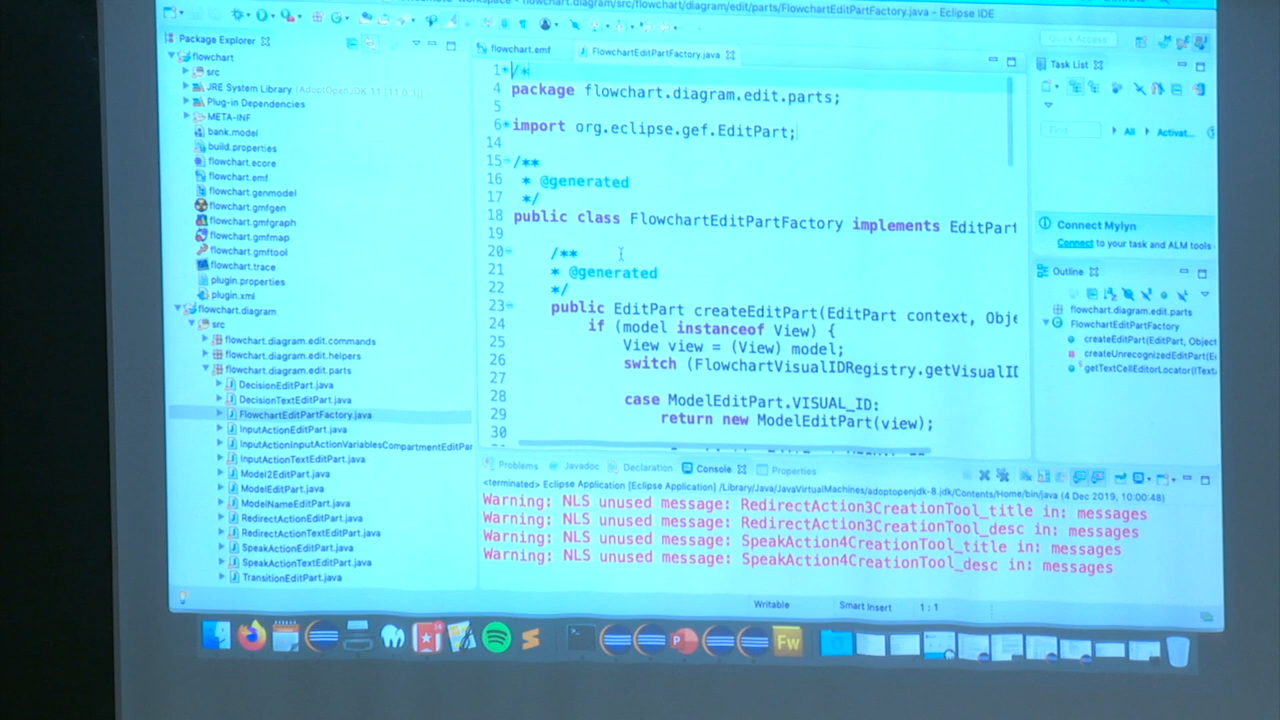 flowchart.diagram/src/flowchart/diagram/edit/parts/FlowchartEditPartFactory.java - Eclipse IDE
Quick Access
Package Explorer
flowchart
src
JRE System Library [AdoptOpenJDK 11 [11.0.1]]
Plug-in Dependencies
META-INF
bank.model
build.properties
flowchart.ecore
flowchart.emf
flowchart.genmodel
flowchart.gmfgen
flowchart.gmfgraph
flowchart.gmfmap
flowchart.gmftool
flowchart.trace
plugin.properties
plugin.xml
flowchart.diagram
src
flowchart.diagram.edit.commands
flowchart.diagram.edit.helpers
flowchart.diagram.edit.parts
DecisionEditPart.java
DecisionTextEditPart.java
FlowchartEditPartFactory.java
InputActionEditPart.java
InputActionInputActionVariablesCompartmentEditPar
InputActionTextEditPart.java
Model2EditPart.java
ModelEditPart.java
ModelNameEditPart.java
RedirectActionEditPart.java
RedirectActionTextEditPart.java
SpeakActionEditPart.java
SpeakActionTextEditPart.java
TransitionEditPart.java
flowchart.emf
FlowchartEditPartFactory.java
1 /*
4 package flowchart.diagram.edit.parts;
5
6 import org.eclipse.gef.EditPart;
14
15 /**
16 * @generated
17 */
18 public class FlowchartEditPartFactory implements EditPart
19
20 /**
21 * @generated
22 */
23 public EditPart createEditPart(EditPart context, Obje
24 if (model instanceof View) {
25 View view = (View) model;
26 switch (FlowchartVisualIDRegistry.getVisualID
27
28 case ModelEditPart.VISUAL_ID:
29 return new ModelEditPart(view);
30
Task List
Find
All
Activat...
Connect Mylyn
Connect to your task and ALM tools
Outline
flowchart.diagram.edit.parts
FlowchartEditPartFactory
createEditPart(EditPart, Object
createUnrecognizedEditPart(E
getTextCellEditorLocator(IText
Problems
Javadoc
Declaration
Console
Properties
<terminated> Eclipse Application [Eclipse Application] /Library/Java/JavaVirtualMachines/adoptopenjdk-8.jdk/Contents/Home/bin/java (4 Dec 2019, 10:00:48)
Warning: NLS unused message: RedirectAction3CreationTool_title in: messages
Warning: NLS unused message: RedirectAction3CreationTool_desc in: messages
Warning: NLS unused message: SpeakAction4CreationTool_title in: messages
Warning: NLS unused message: SpeakAction4CreationTool_desc in: messages
Writable
Smart Insert
1 : 1
Fw